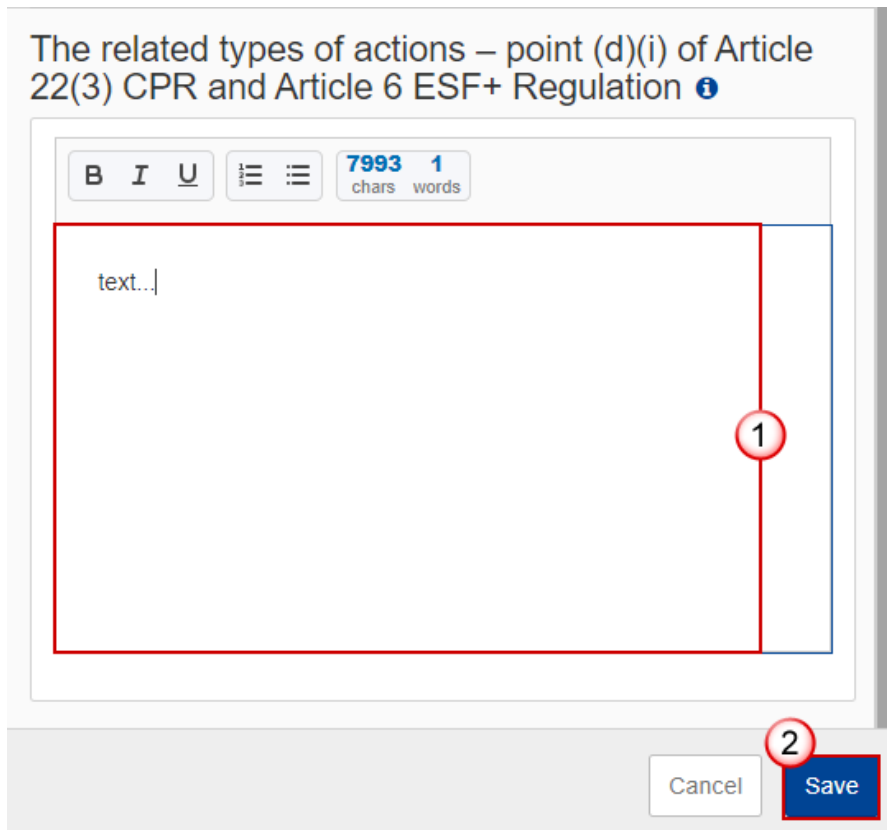 The related types of actions – point (d)(i) of Article
22(3) CPR and Article 6 ESF+ Regulation
B I U 7993 1
chars words
text...
1
2
Cancel Save